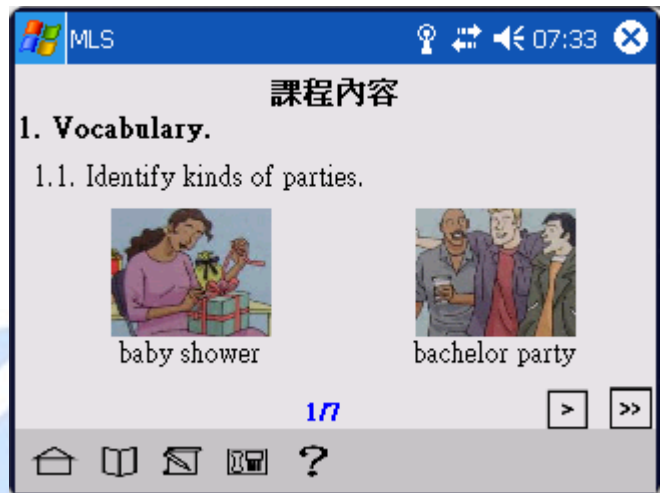 MLS 07:33
課程內容
1. Vocabulary.
1.1. Identify kinds of parties.
baby shower bachelor party
1/7 > >>
?